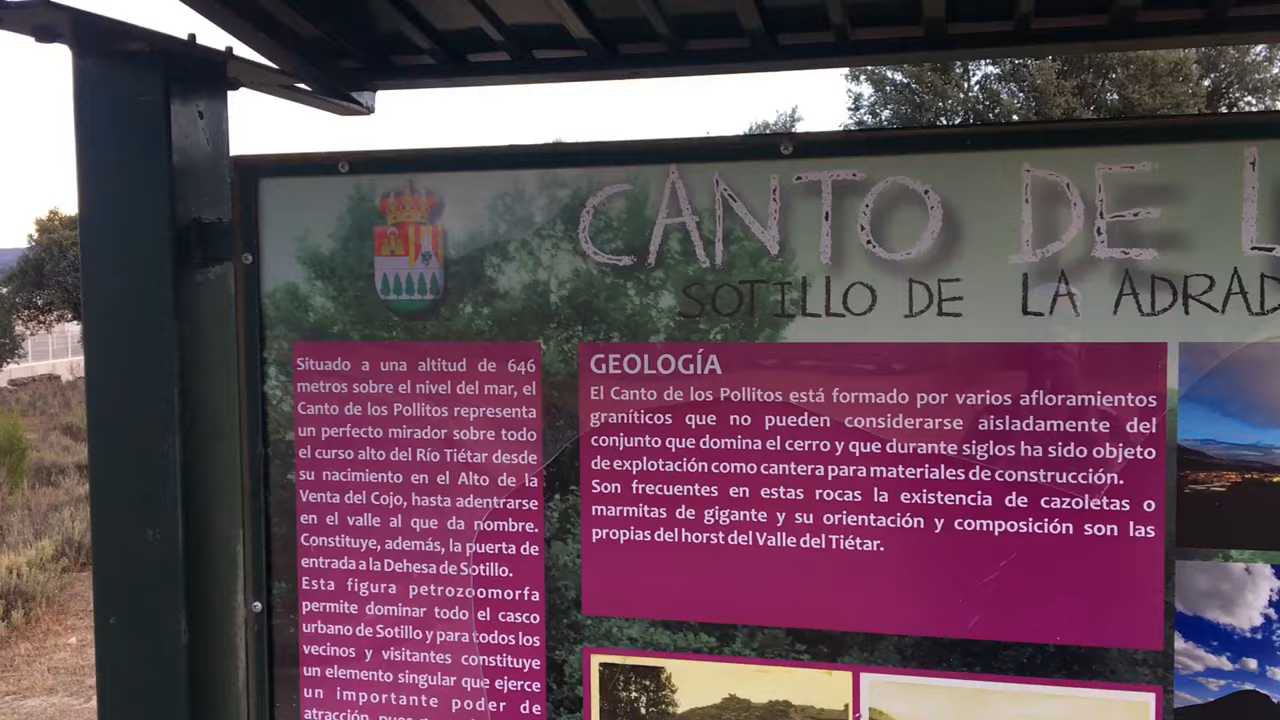 CANTO DE L
SOTILLO DE LA ADRAD
Situado a una altitud de 646
metros sobre el nivel del mar, el
Canto de los Pollitos representa
un perfecto mirador sobre todo
el curso alto del Río Tiétar desde
su nacimiento en el Alto de la
Venta del Cojo, hasta adentrarse
en el valle al que da nombre.
Constituye, además, la puerta de
entrada a la Dehesa de Sotillo.
Esta figura petrozoomorfa
permite dominar todo el casco
urbano de Sotillo y para todos los
vecinos y visitantes constituye
un elemento singular que ejerce
un importante poder de
atracción
GEOLOGÍA
El Canto de los Pollitos está formado por varios afloramientos
graníticos que no pueden considerarse aisladamente del
conjunto que domina el cerro y que durante siglos ha sido objeto
de explotación como cantera para materiales de construcción.
Son frecuentes en estas rocas la existencia de cazoletas o
marmitas de gigante y su orientación y composición son las
propias del horst del Valle del Tiétar.